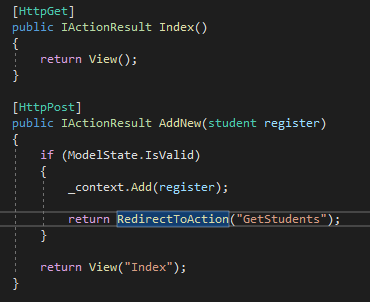 [HttpGet]
public IActionResult Index()
{
return View();
}
[HttpPost]
public IActionResult AddNew(student register)
{
if (ModelState.IsValid)
{
_context.Add(register);
return RedirectToAction("GetStudents");
}
return View("Index");
}